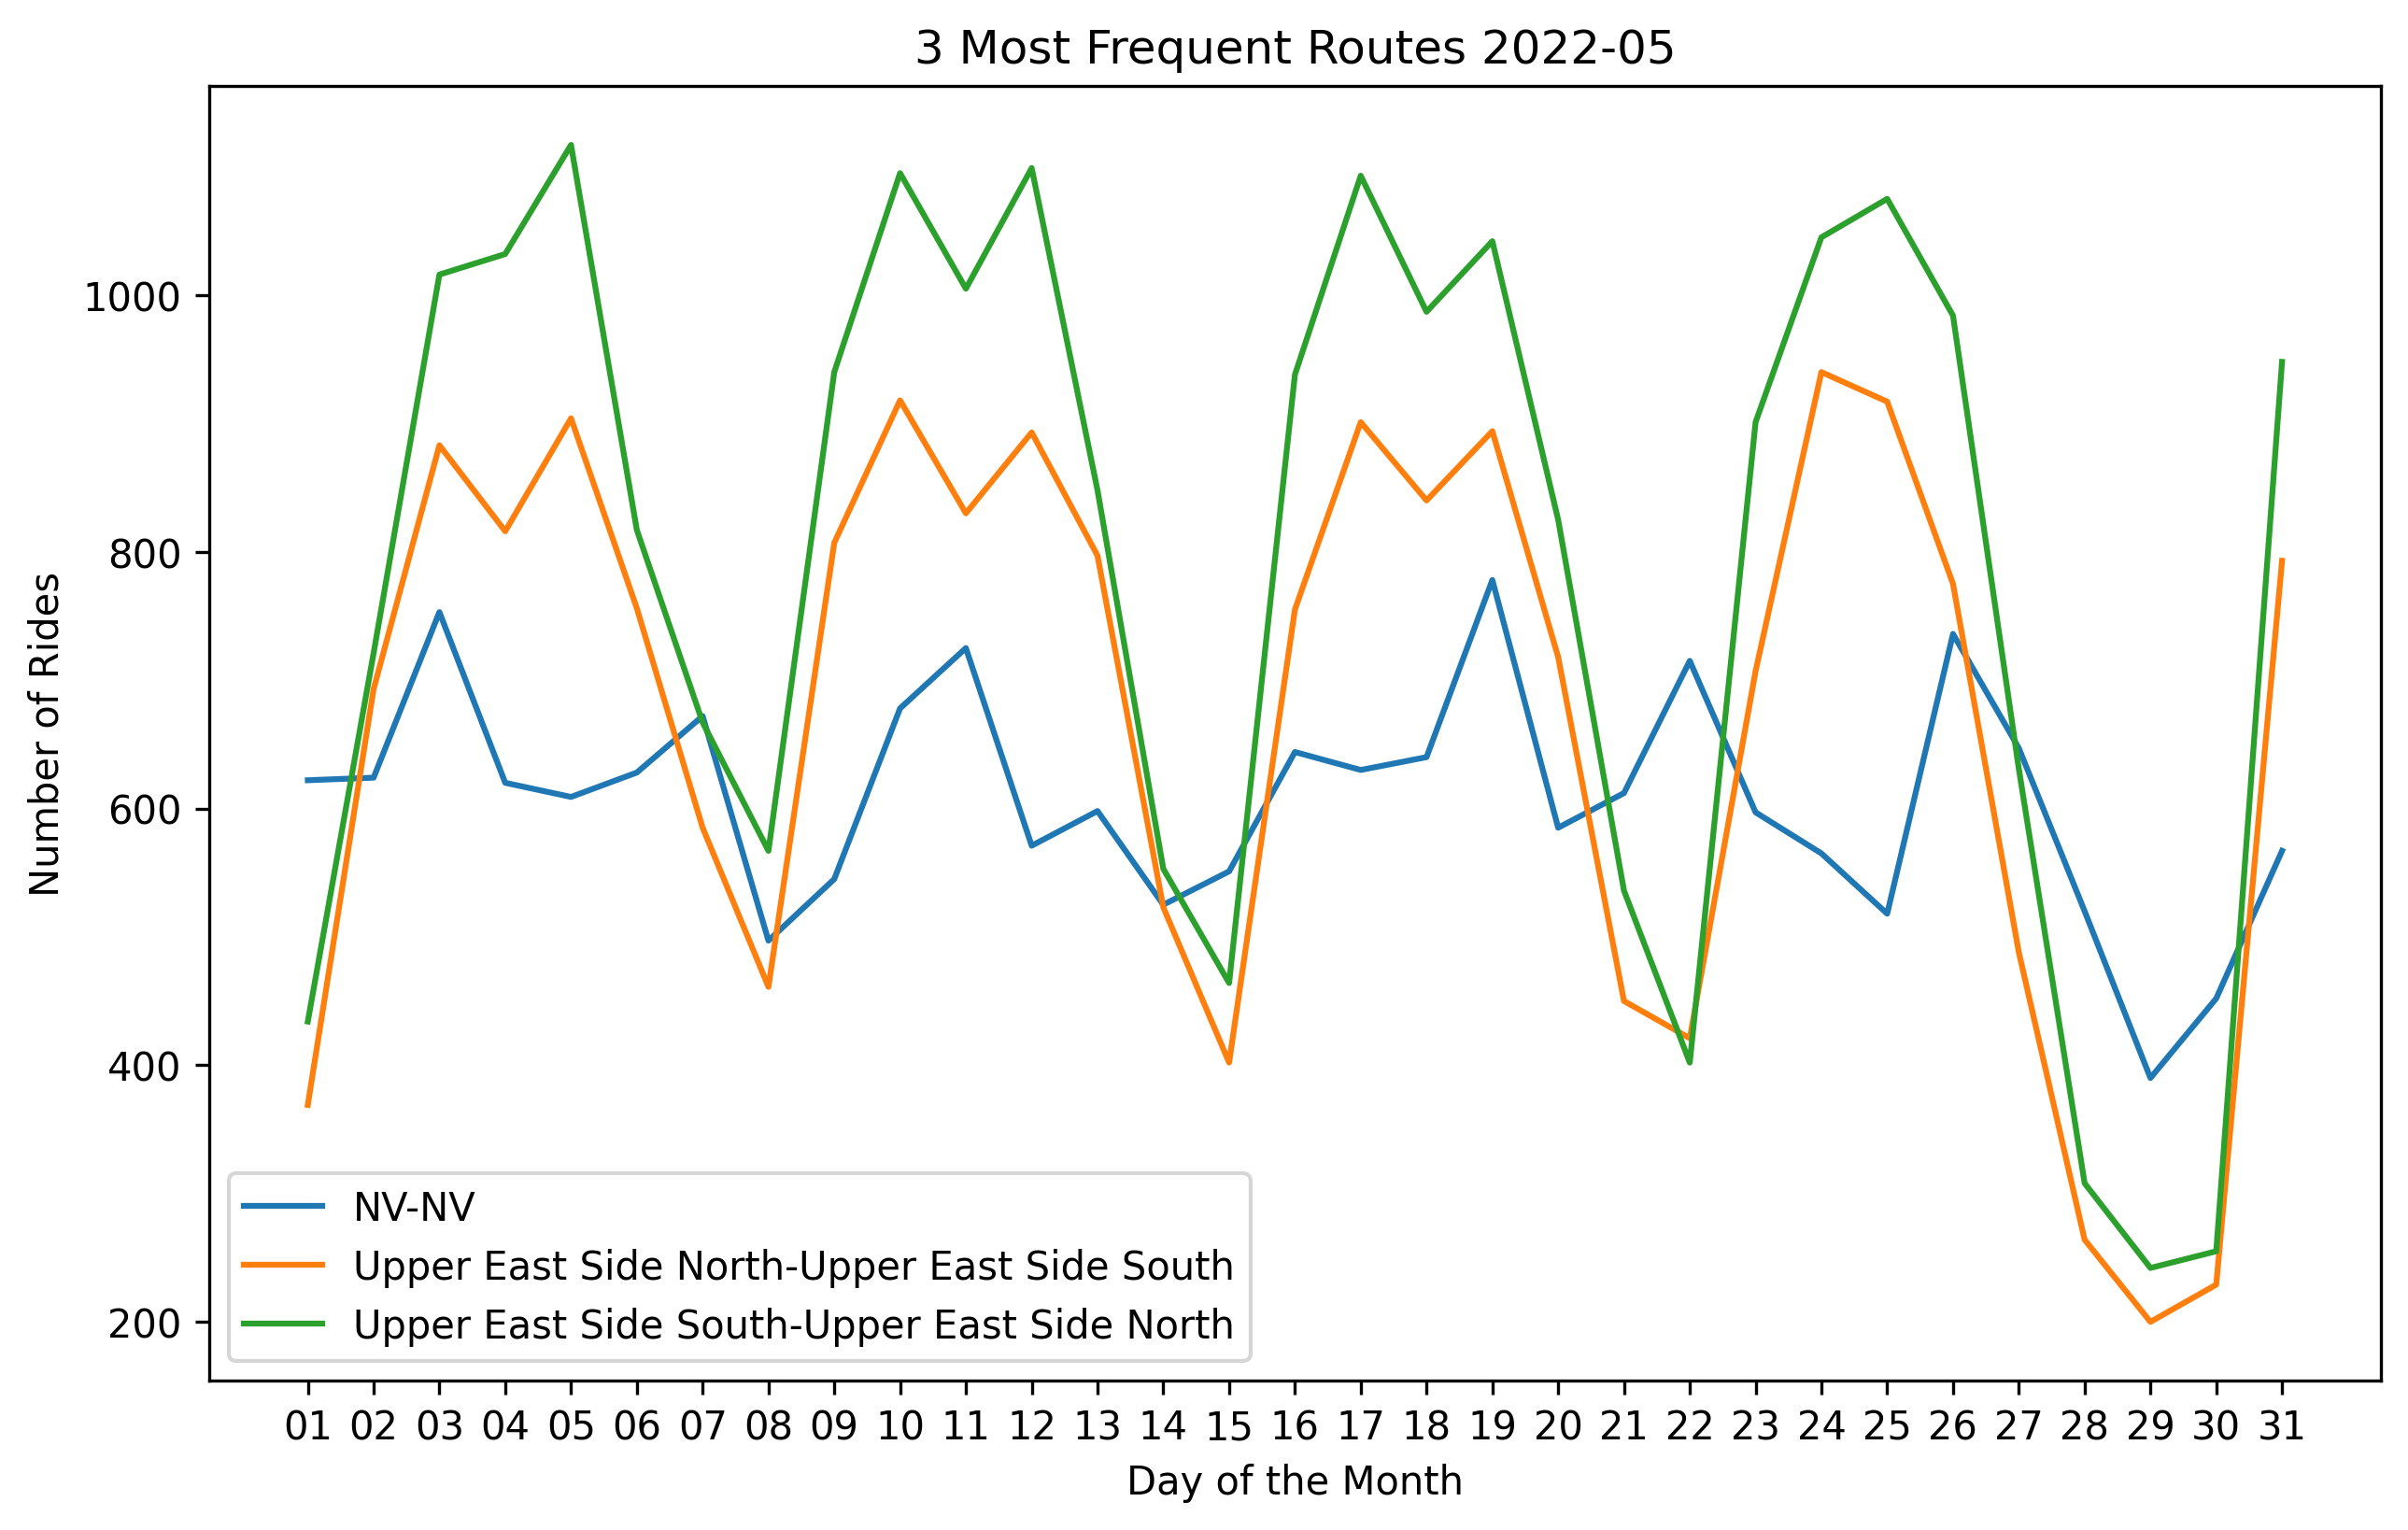 3 Most Frequent Routes 2022-05
Number of Rides
1000
800
600
400
200
NV-NV
Upper East Side North-Upper East Side South
Upper East Side South-Upper East Side North
01 02 03 04 05 06 07 08 09 10 11 12 13 14 15 16 17 18 19 20 21 22 23 24 25 26 27 28 29 30 31
Day of the Month